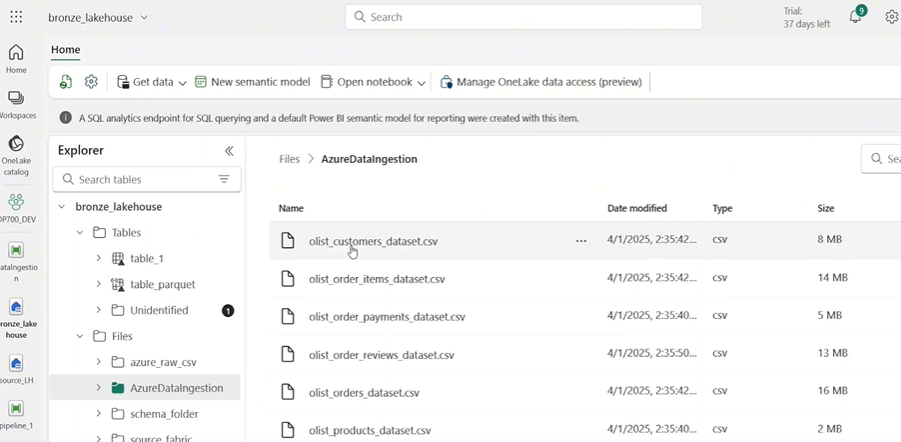 bronze_lakehouse
Search
Trial:
37 days left
9
Home
Home
Get data
New semantic model
Open notebook
Manage OneLake data access (preview)
A SQL analytics endpoint for SQL querying and a default Power BI semantic model for reporting were created with this item.
Workspaces
OneLake
catalog
DP700_DEV
DataIngestio
n
bronze_lake
house
source_LH
pipeline_1
Explorer
Search tables
bronze_lakehouse
Tables
table_1
table_parquet
Unidentified
1
Files
azure_raw_csv
AzureDataIngestion
schema_folder
source_fabric
Files > AzureDataIngestion
Sea
Name Date modified Type Size
olist_customers_dataset.csv ... 4/1/2025, 2:35:42... csv 8 MB
olist_order_items_dataset.csv 4/1/2025, 2:35:42... csv 14 MB
olist_order_payments_dataset.csv 4/1/2025, 2:35:40... csv 5 MB
olist_order_reviews_dataset.csv 4/1/2025, 2:35:50... csv 13 MB
olist_orders_dataset.csv 4/1/2025, 2:35:42... csv 16 MB
olist_products_dataset.csv 4/1/2025, 2:35:40... csv 2 MB